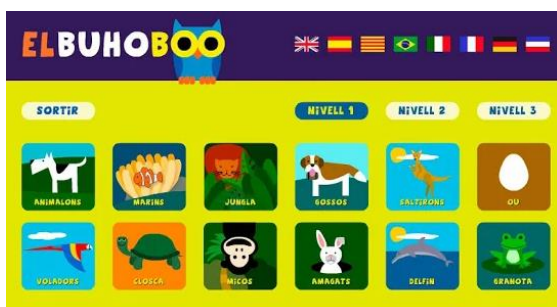 ELBUHOBOO
SORTIR NIVELL 1 NIVELL 2 NIVELL 3
ANIMALONS MARINS JUNGLA GOSSOS SALTIRONS OU
VOLADORS CLOSCA MICOS AMAGATS DELFIN GRANOTA